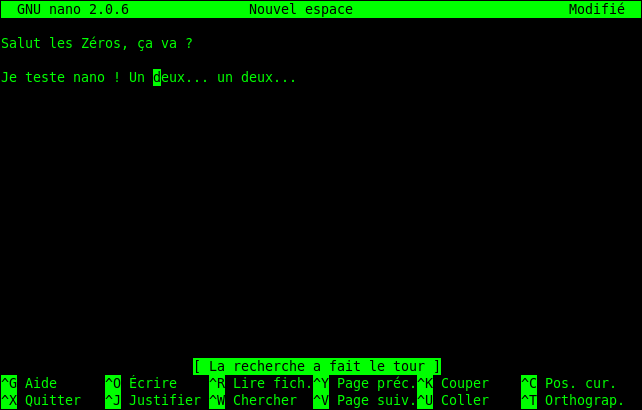 GNU nano 2.0.6 Nouvel espace Modifié
Salut les Zéros, ça va ?
Je teste nano ! Un deux... un deux...
[ La recherche a fait le tour ]
^G Aide ^O Écrire ^R Lire fich. ^Y Page préc. ^K Couper ^C Pos. cur.
^X Quitter ^J Justifier ^W Chercher ^V Page suiv. ^U Coller ^T Orthograp.